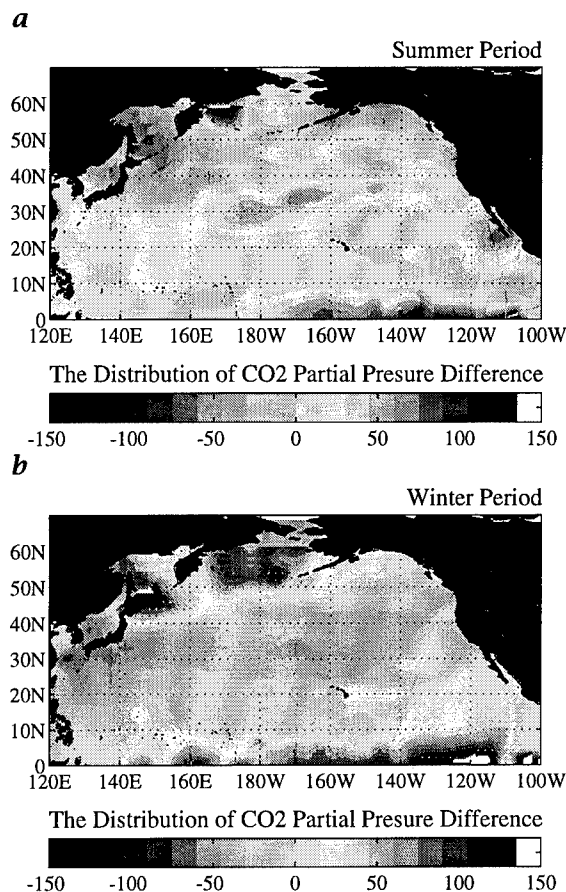 a
Summer Period
60N
50N
40N
30N
20N
10N
0
120E 140E 160E 180W 160W 140W 120W 100W
The Distribution of CO2 Partial Presure Difference
-150 -100 -50 0 50 100 150
b
Winter Period
60N
50N
40N
30N
20N
10N
0
120E 140E 160E 180W 160W 140W 120W 100W
The Distribution of CO2 Partial Presure Difference
-150 -100 -50 0 50 100 150